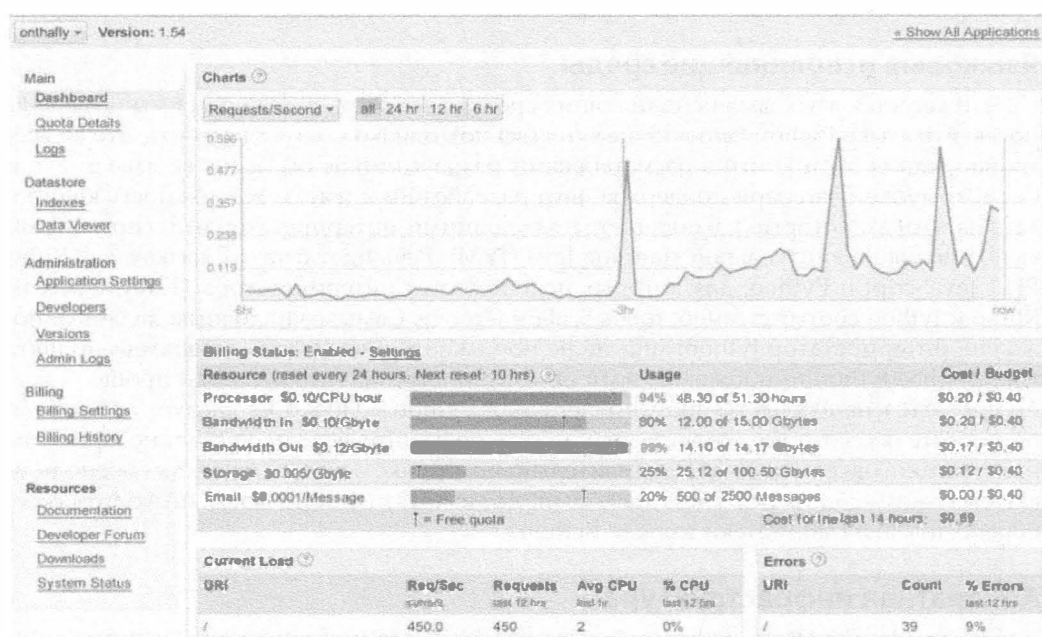 onthally Version: 1.54
« Show All Applications
Main
Dashboard
Quota Details
Logs
Datastore
Indexes
Data Viewer
Administration
Application Settings
Developers
Versions
Admin Logs
Billing
Billing Settings
Billing History
Resources
Documentation
Developer Forum
Downloads
System Status
Charts ?
Requests/Second all 24 hr 12 hr 6 hr
0.596
0.477
0.357
0.238
0.119
6hr 3hr now
Billing Status: Enabled - Settings
Resource (reset every 24 hours. Next reset: 10 hrs) ? Usage Cost / Budget
Processor $0.10/CPU hour 94% 48.30 of 51.30 hours $0.20 / $0.40
Bandwidth In $0.10/Gbyte 80% 12.00 of 15.00 Gbytes $0.20 / $0.40
Bandwidth Out $0.12/Gbyte 99% 14.10 of 14.17 Gbytes $0.17 / $0.40
Storage $0.005/Gbyte 25% 25.12 of 100.50 Gbytes $0.12 / $0.40
Email $0.0001/Message 20% 500 of 2500 Messages $0.00 / $0.40
= Free quota Cost for the last 14 hours: $0.69
Current Load ?
URI Req/Sec Requests Avg CPU % CPU
current last 12 hrs last hr last 12 hrs
/ 450.0 450 2 0%
Errors ?
URI Count % Errors
last 12 hrs
/ 39 9%